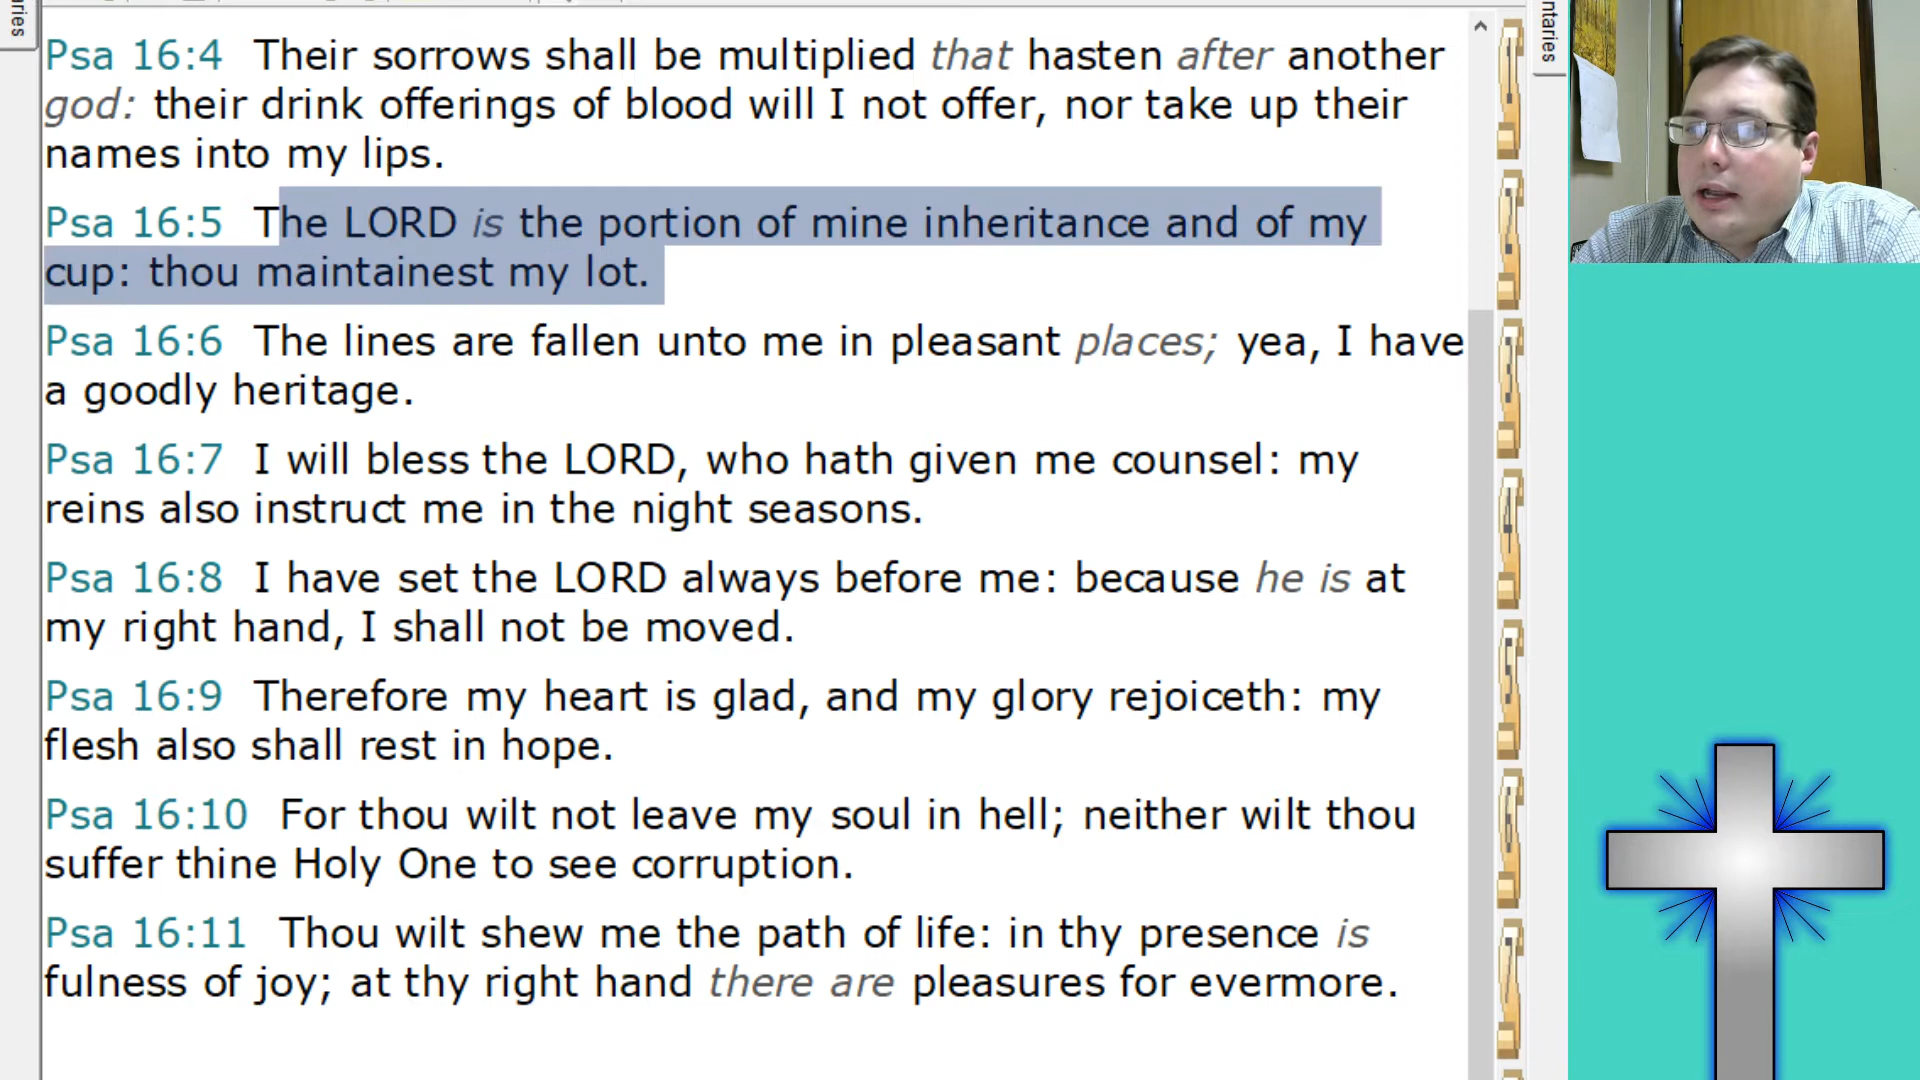 aries
Psa 16:4 Their sorrows shall be multiplied that hasten after another
god: their drink offerings of blood will I not offer, nor take up their
names into my lips.
Psa 16:5 The LORD is the portion of mine inheritance and of my
cup: thou maintainest my lot.
Psa 16:6 The lines are fallen unto me in pleasant places; yea, I have
a goodly heritage.
Psa 16:7 I will bless the LORD, who hath given me counsel: my
reins also instruct me in the night seasons.
Psa 16:8 I have set the LORD always before me: because he is at
my right hand, I shall not be moved.
Psa 16:9 Therefore my heart is glad, and my glory rejoiceth: my
flesh also shall rest in hope.
Psa 16:10 For thou wilt not leave my soul in hell; neither wilt thou
suffer thine Holy One to see corruption.
Psa 16:11 Thou wilt shew me the path of life: in thy presence is
fulness of joy; at thy right hand there are pleasures for evermore.
ntaries